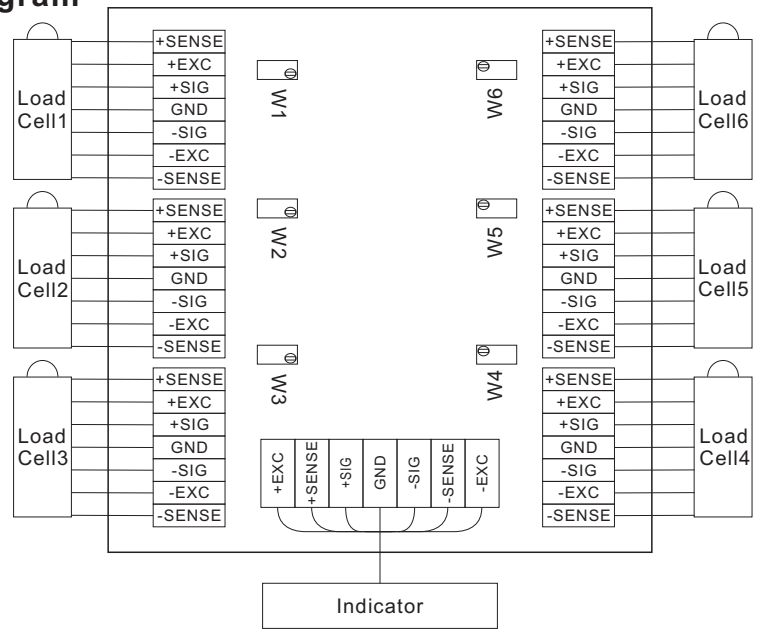 gram
Load
Cell1
+SENSE
+EXC
+SIG
GND
-SIG
-EXC
-SENSE
W1
W6
+SENSE
+EXC
+SIG
GND
-SIG
-EXC
-SENSE
Load
Cell6
Load
Cell2
+SENSE
+EXC
+SIG
GND
-SIG
-EXC
-SENSE
W2
W5
+SENSE
+EXC
+SIG
GND
-SIG
-EXC
-SENSE
Load
Cell5
Load
Cell3
+SENSE
+EXC
+SIG
GND
-SIG
-EXC
-SENSE
W3
W4
+SENSE
+EXC
+SIG
GND
-SIG
-EXC
-SENSE
Load
Cell4
+EXC
+SENSE
+SIG
GND
-SIG
-SENSE
-EXC
Indicator